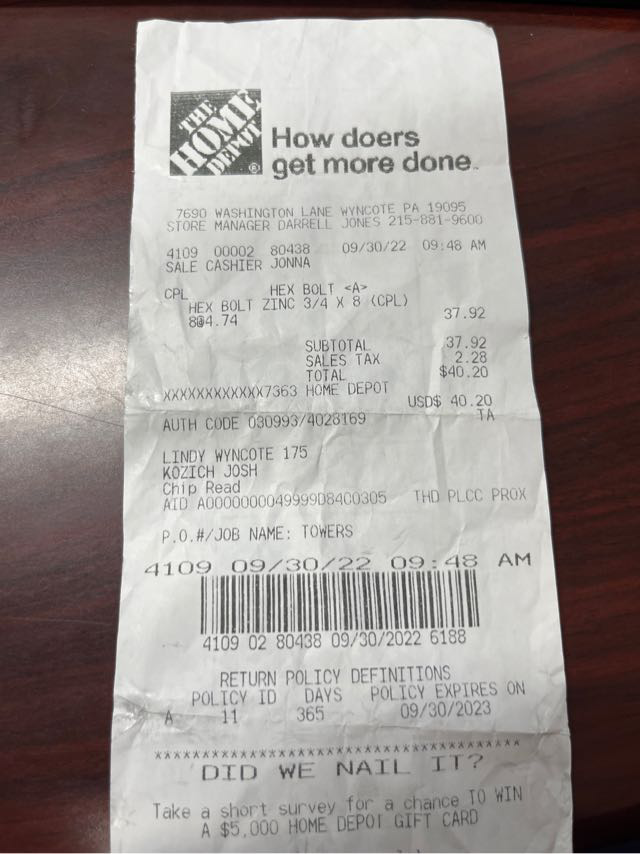 THE
HOME
DEPOT
How doers
get more done.
7690 WASHINGTON LANE WYNCOTE PA 19095
STORE MANAGER DARRELL JONES 215-881-9600
4109 00002 80438 09/30/22 09:48 AM
SALE CASHIER JONNA
CPL HEX BOLT <A>
HEX BOLT ZINC 3/4 X 8 (CPL)
8@4.74 37.92
SUBTOTAL 37.92
SALES TAX 2.28
TOTAL $40.20
XXXXXXXXXXXX7363 HOME DEPOT
USD$ 40.20
AUTH CODE 030993/4028169 TA
LINDY WYNCOTE 175
KOZICH JOSH
Chip Read
AID A0000000049999D8400305 THD PLCC PROX
P.O.#/JOB NAME: TOWERS
4109 09/30/22 09:48 AM
4109 02 80438 09/30/2022 6188
RETURN POLICY DEFINITIONS
POLICY ID DAYS POLICY EXPIRES ON
A 11 365 09/30/2023
***************************************
DID WE NAIL IT?
Take a short survey for a chance TO WIN
A $5,000 HOME DEPOT GIFT CARD